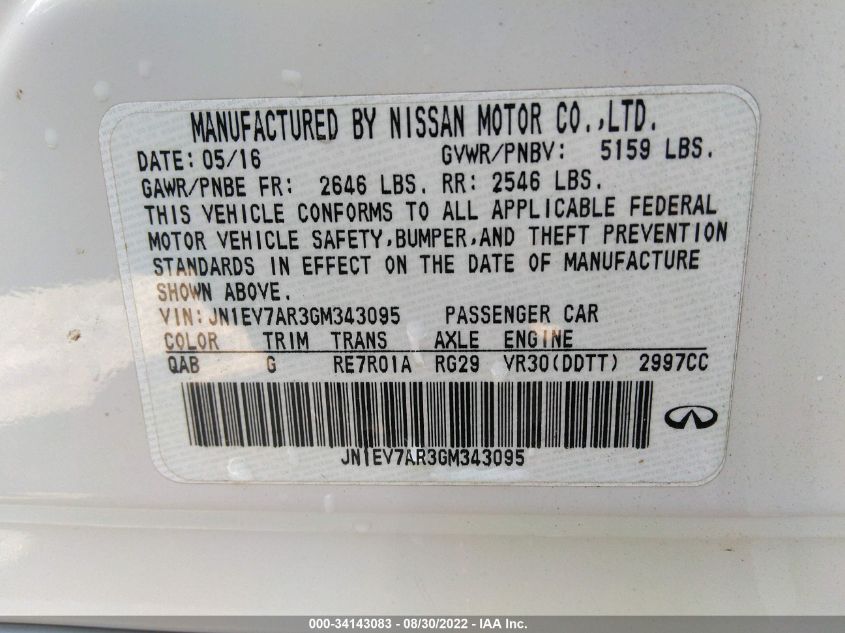 MANUFACTURED BY NISSAN MOTOR CO.,LTD.
DATE: 05/16 GVWR/PNBV: 5159 LBS.
GAWR/PNBE FR: 2646 LBS. RR: 2546 LBS.
THIS VEHICLE CONFORMS TO ALL APPLICABLE FEDERAL
MOTOR VEHICLE SAFETY,BUMPER,AND THEFT PREVENTION
STANDARDS IN EFFECT ON THE DATE OF MANUFACTURE
SHOWN ABOVE.
VIN:JN1EV7AR3GM343095 PASSENGER CAR
COLOR TRIM TRANS AXLE ENGINE
QAB G RE7R01A RG29 VR30(DDTT) 2997CC
JN1EV7AR3GM343095
000-34143083 - 08/30/2022 - IAA Inc.